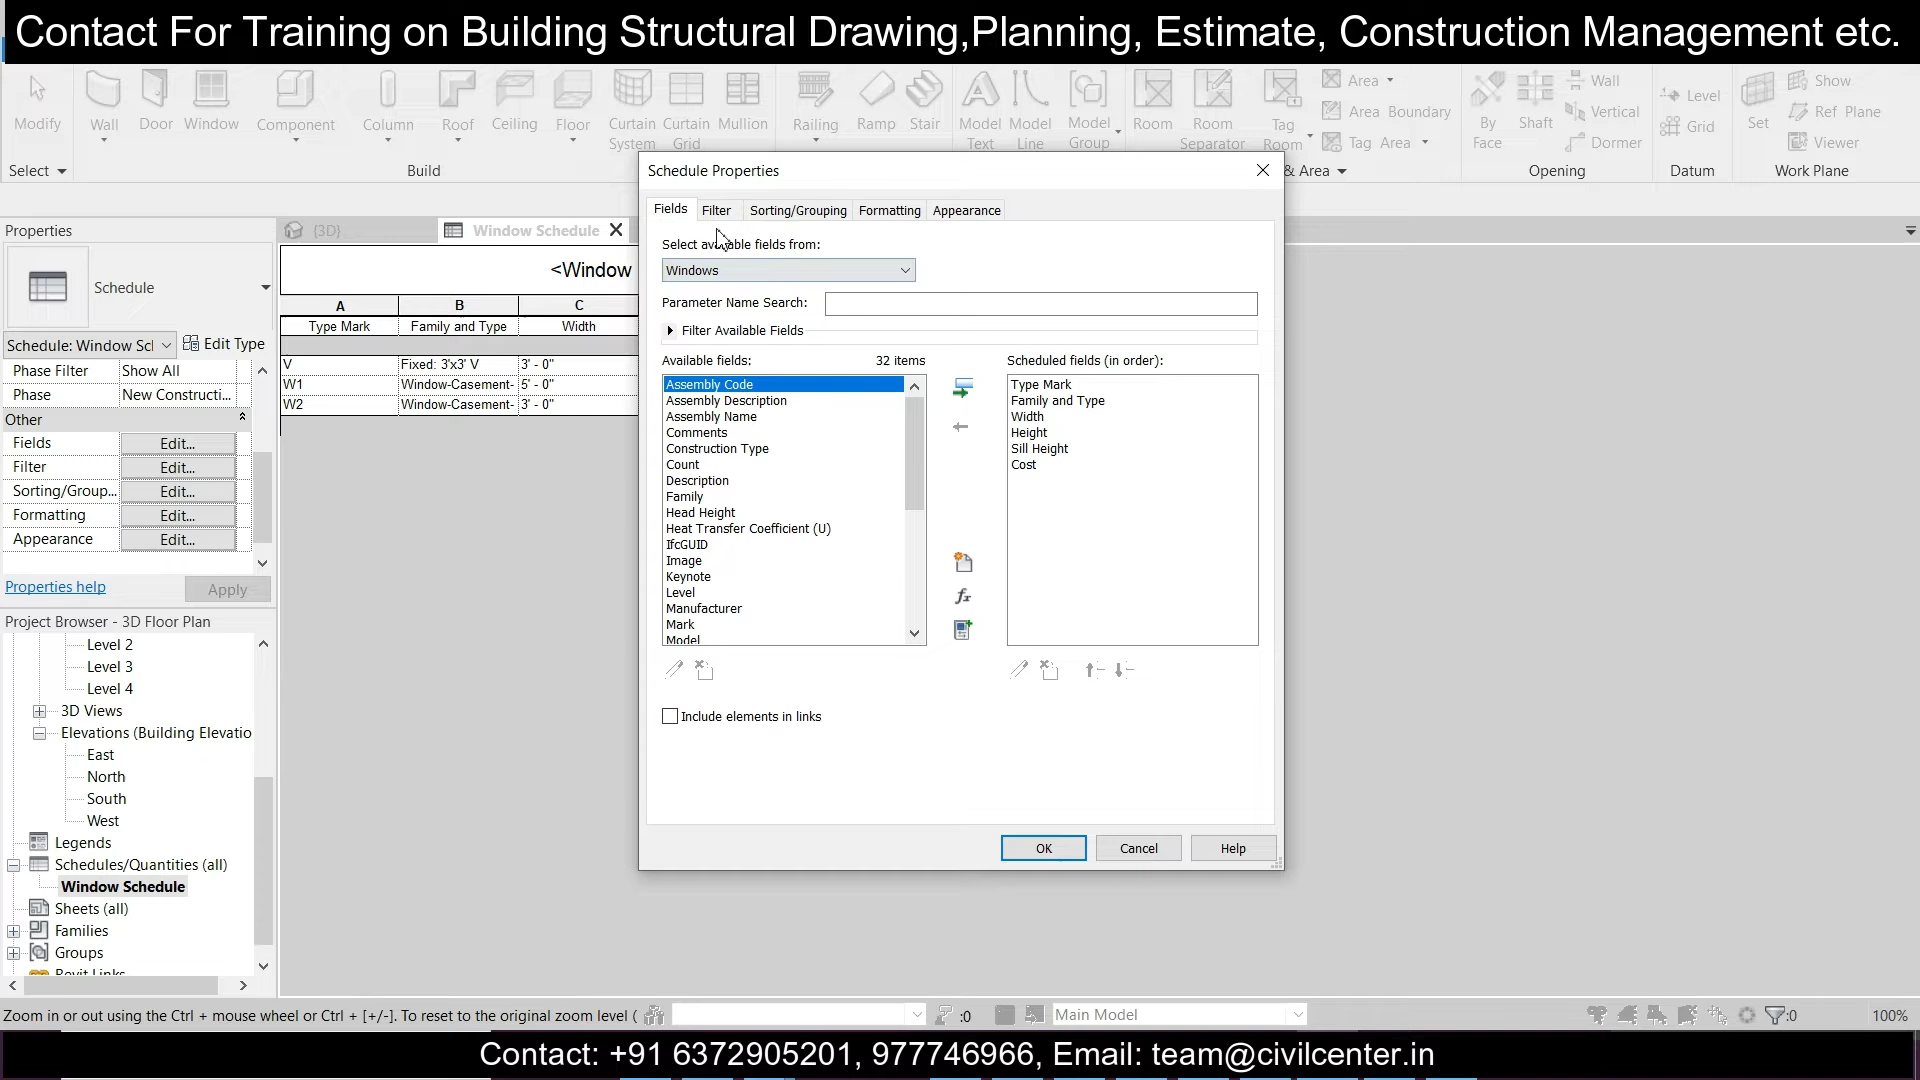 Contact For Training on Building Structural Drawing,Planning, Estimate, Construction Management etc.
Modify
Wall
Door
Window
Component
Column
Roof
Ceiling
Floor
Curtain System
Curtain Grid
Mullion
Railing
Ramp
Stair
Model Text
Model Line
Model Group
Room
Room Separator
Tag Room
Area
Area Boundary
Tag Area
By Face
Shaft
Wall
Vertical
Dormer
Level
Grid
Set
Show
Ref Plane
Viewer
Select
Build
& Area
Opening
Datum
Work Plane
Properties
Schedule
Schedule: Window Scl
Edit Type
Phase Filter Show All
Phase New Constructi...
Other
Fields Edit...
Filter Edit...
Sorting/Group... Edit...
Formatting Edit...
Appearance Edit...
Properties help
Apply
Project Browser - 3D Floor Plan
Level 2
Level 3
Level 4
3D Views
Elevations (Building Elevatio
East
North
South
West
Legends
Schedules/Quantities (all)
Window Schedule
Sheets (all)
Families
Groups
Revit Links
{3D}
Window Schedule
<Window
A B C
Type Mark Family and Type Width
V Fixed: 3'x3' V 3' - 0"
W1 Window-Casement- 5' - 0"
W2 Window-Casement- 3' - 0"
Schedule Properties
Fields Filter Sorting/Grouping Formatting Appearance
Select available fields from:
Windows
Parameter Name Search:
Filter Available Fields
Available fields: 32 items
Assembly Code
Assembly Description
Assembly Name
Comments
Construction Type
Count
Description
Family
Head Height
Heat Transfer Coefficient (U)
IfcGUID
Image
Keynote
Level
Manufacturer
Mark
Model
fx
Scheduled fields (in order):
Type Mark
Family and Type
Width
Height
Sill Height
Cost
Include elements in links
OK Cancel Help
Zoom in or out using the Ctrl + mouse wheel or Ctrl + [+/-]. To reset to the original zoom level (
:0
Main Model
:0
100%
Contact: +91 6372905201, 977746966, Email: team@civilcenter.in